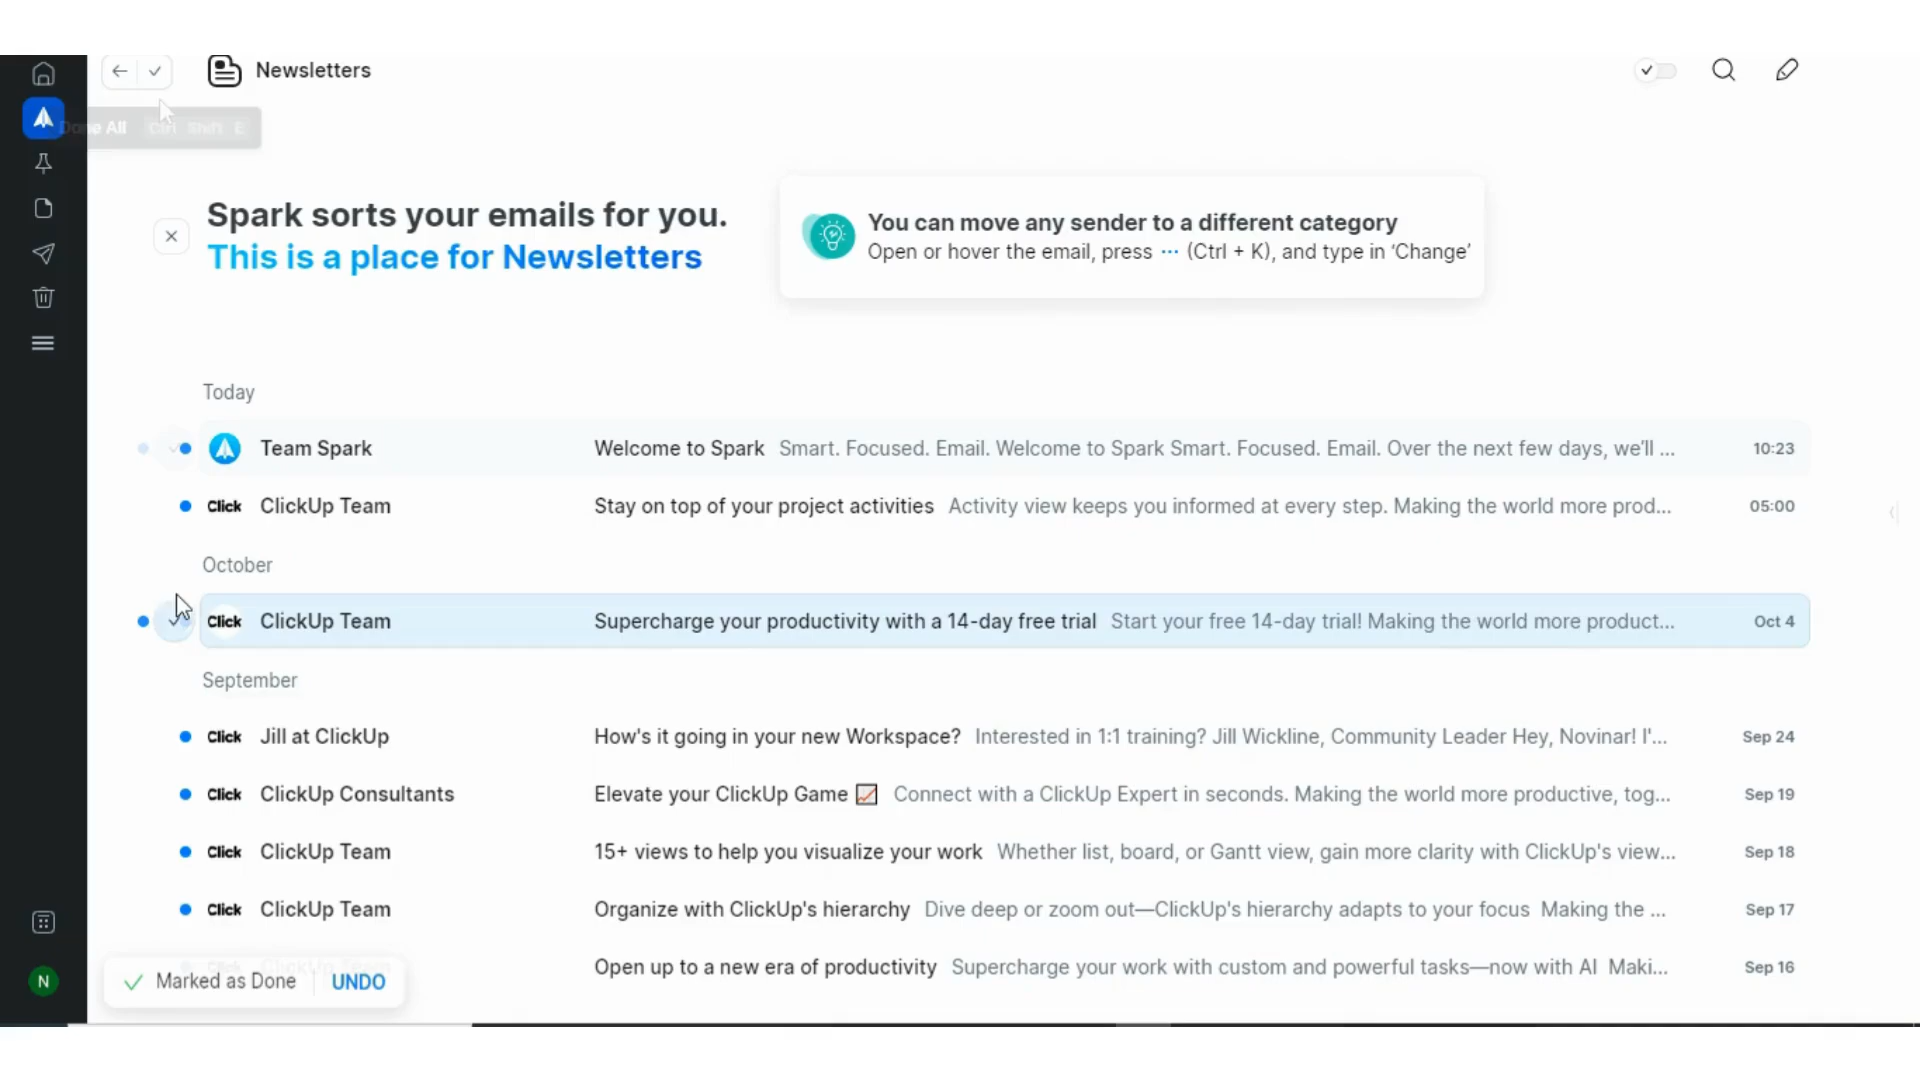 Newsletters
Done All Ctrl Shift E
Spark sorts your emails for you.
This is a place for Newsletters
You can move any sender to a different category
Open or hover the email, press ··· (Ctrl + K), and type in ‘Change’
Today
Team Spark Welcome to Spark Smart. Focused. Email. Welcome to Spark Smart. Focused. Email. Over the next few days, we'll ... 10:23
Click ClickUp Team Stay on top of your project activities Activity view keeps you informed at every step. Making the world more prod... 05:00
October
Click ClickUp Team Supercharge your productivity with a 14-day free trial Start your free 14-day trial! Making the world more product... Oct 4
September
Click Jill at ClickUp How's it going in your new Workspace? Interested in 1:1 training? Jill Wickline, Community Leader Hey, Novinar! I'... Sep 24
Click ClickUp Consultants Elevate your ClickUp Game 📈 Connect with a ClickUp Expert in seconds. Making the world more productive, tog... Sep 19
Click ClickUp Team 15+ views to help you visualize your work Whether list, board, or Gantt view, gain more clarity with ClickUp's view... Sep 18
Click ClickUp Team Organize with ClickUp's hierarchy Dive deep or zoom out—ClickUp's hierarchy adapts to your focus Making the ... Sep 17
Click ClickUp Team Open up to a new era of productivity Supercharge your work with custom and powerful tasks—now with AI Maki... Sep 16
Marked as Done UNDO
N